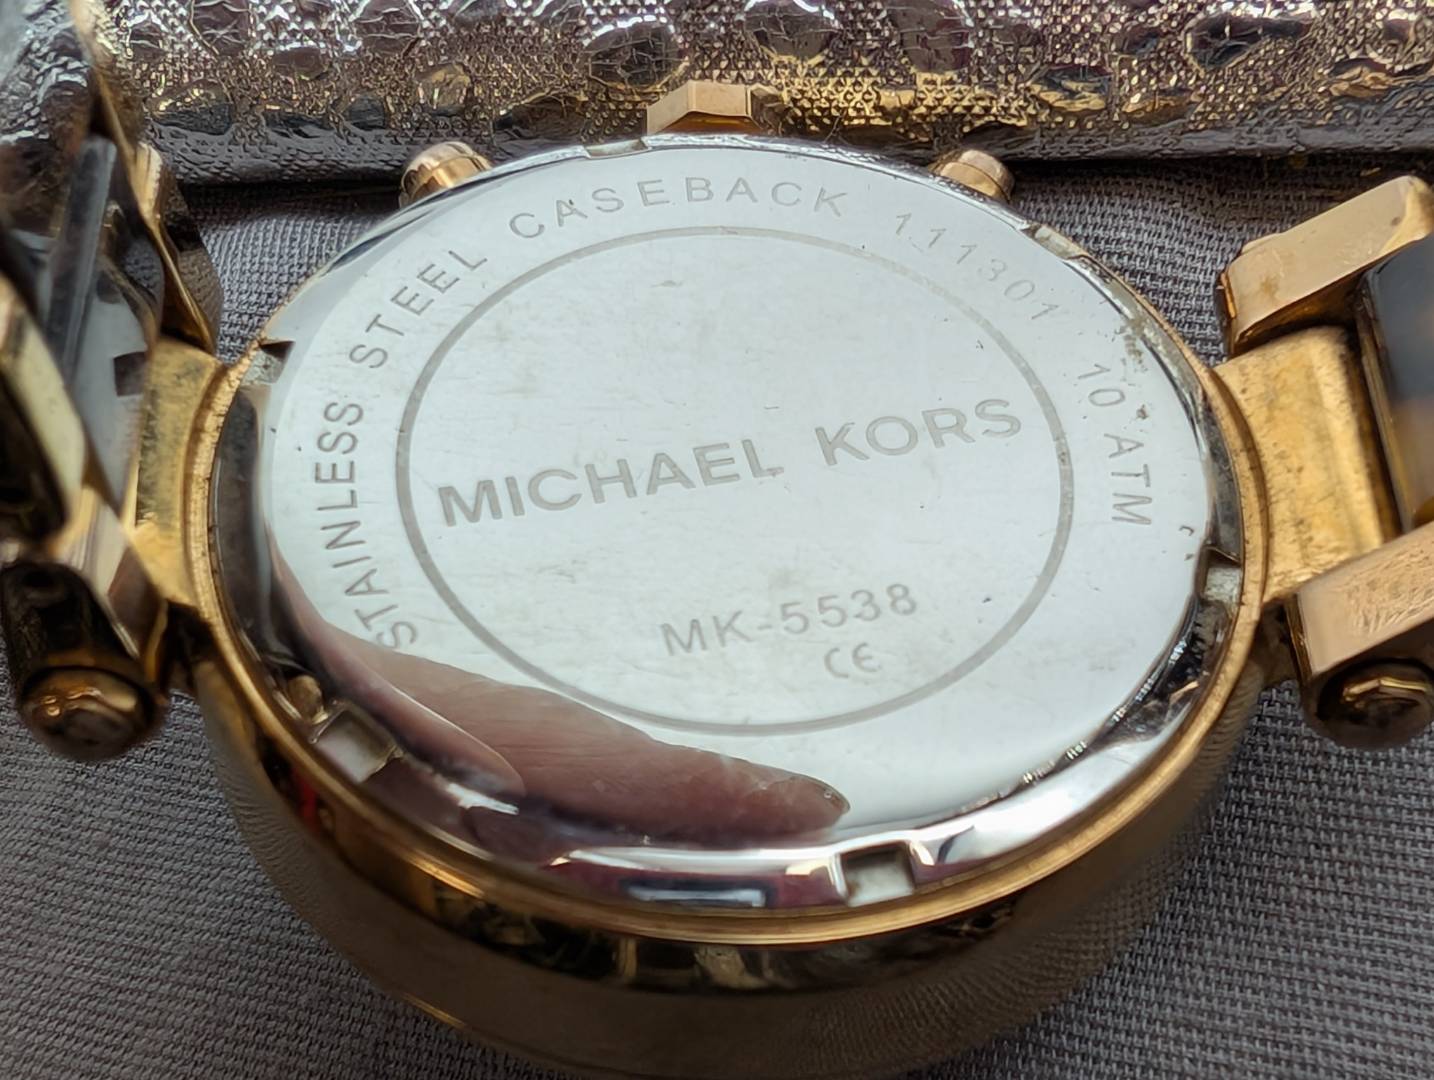 STAINLESS STEEL CASEBACK 111301 10 ATM
MICHAEL KORS
MK-5538
CE